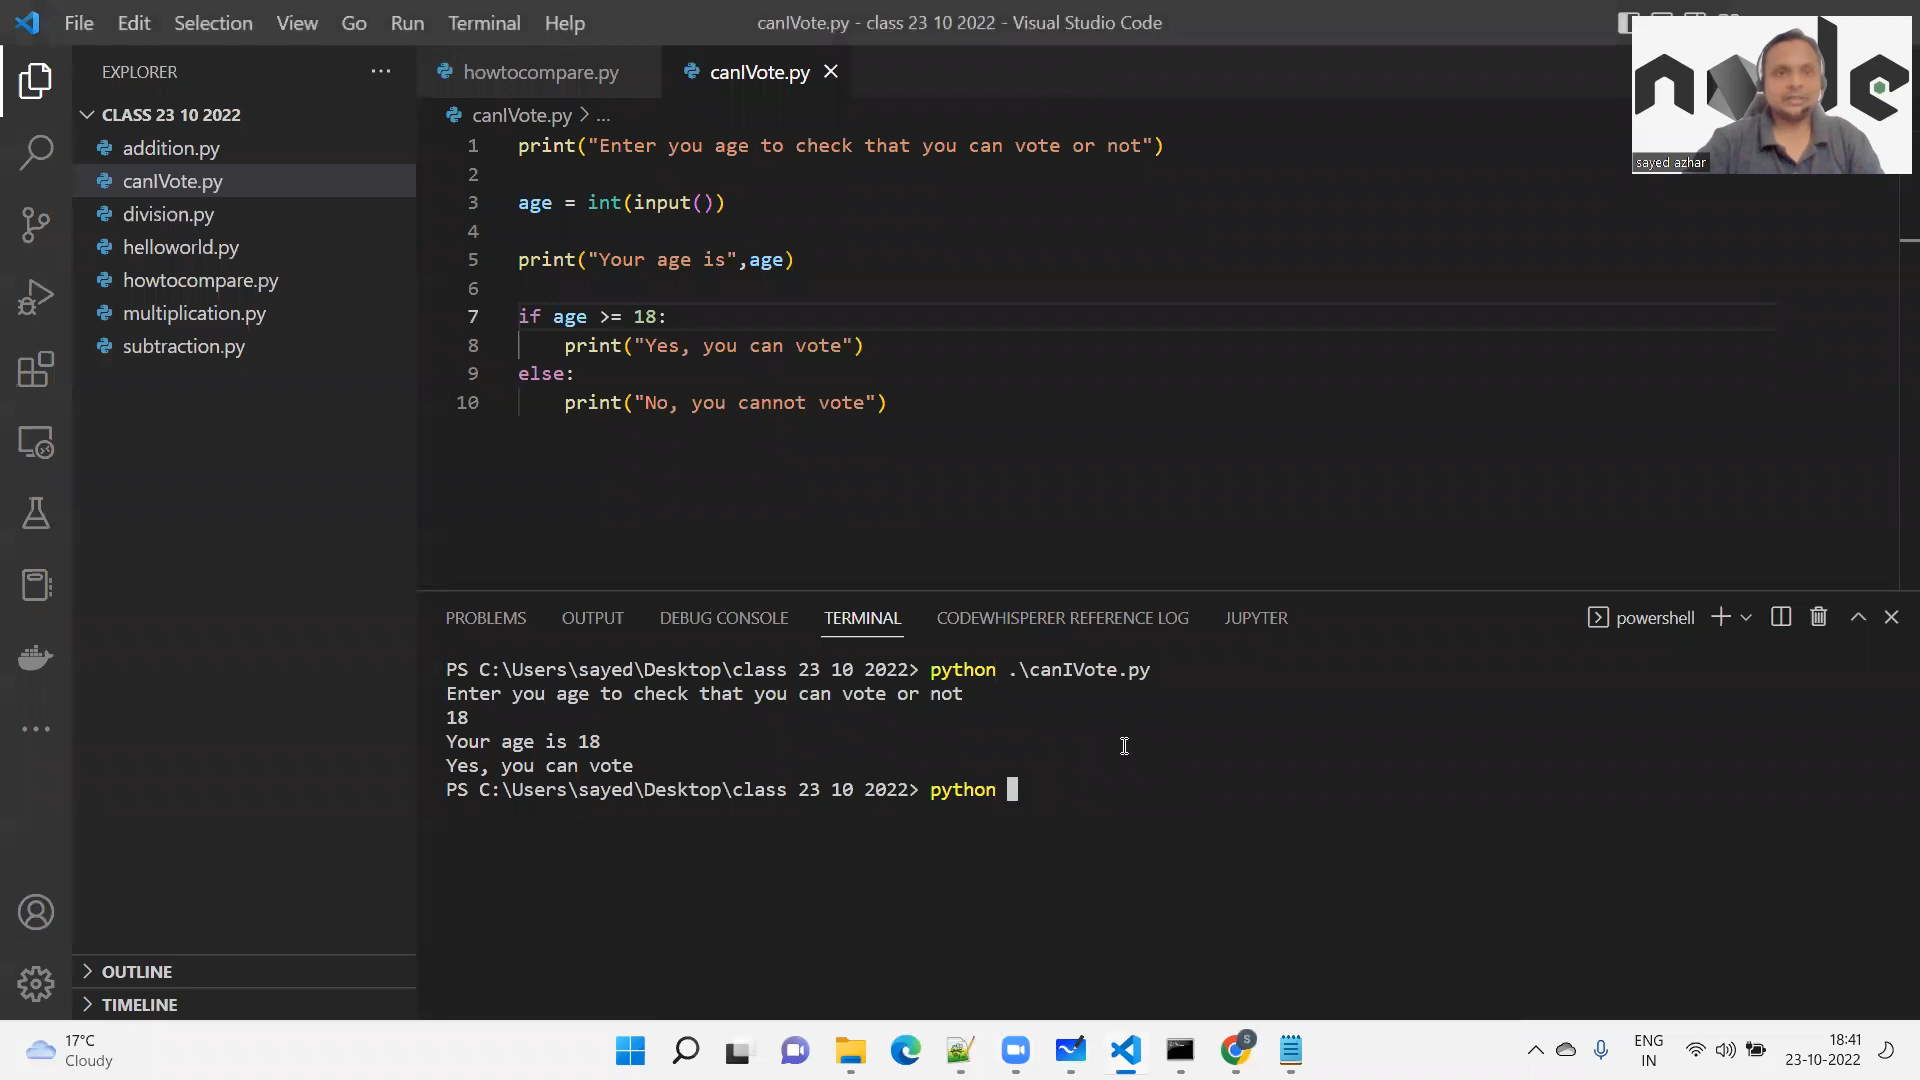 File Edit Selection View Go Run Terminal Help
canIVote.py - class 23 10 2022 - Visual Studio Code
EXPLORER
CLASS 23 10 2022
addition.py
canIVote.py
division.py
helloworld.py
howtocompare.py
multiplication.py
subtraction.py
OUTLINE
TIMELINE
howtocompare.py canIVote.py
canIVote.py > ...
1 print("Enter you age to check that you can vote or not")
2
3 age = int(input())
4
5 print("Your age is",age)
6
7 if age >= 18:
8 print("Yes, you can vote")
9 else:
10 print("No, you cannot vote")
node
sayed azhar
PROBLEMS OUTPUT DEBUG CONSOLE TERMINAL CODEWHISPERER REFERENCE LOG JUPYTER
powershell
PS C:\Users\sayed\Desktop\class 23 10 2022> python .\canIVote.py
Enter you age to check that you can vote or not
18
Your age is 18
Yes, you can vote
PS C:\Users\sayed\Desktop\class 23 10 2022> python
17°C
Cloudy
S
ENG
IN
18:41
23-10-2022